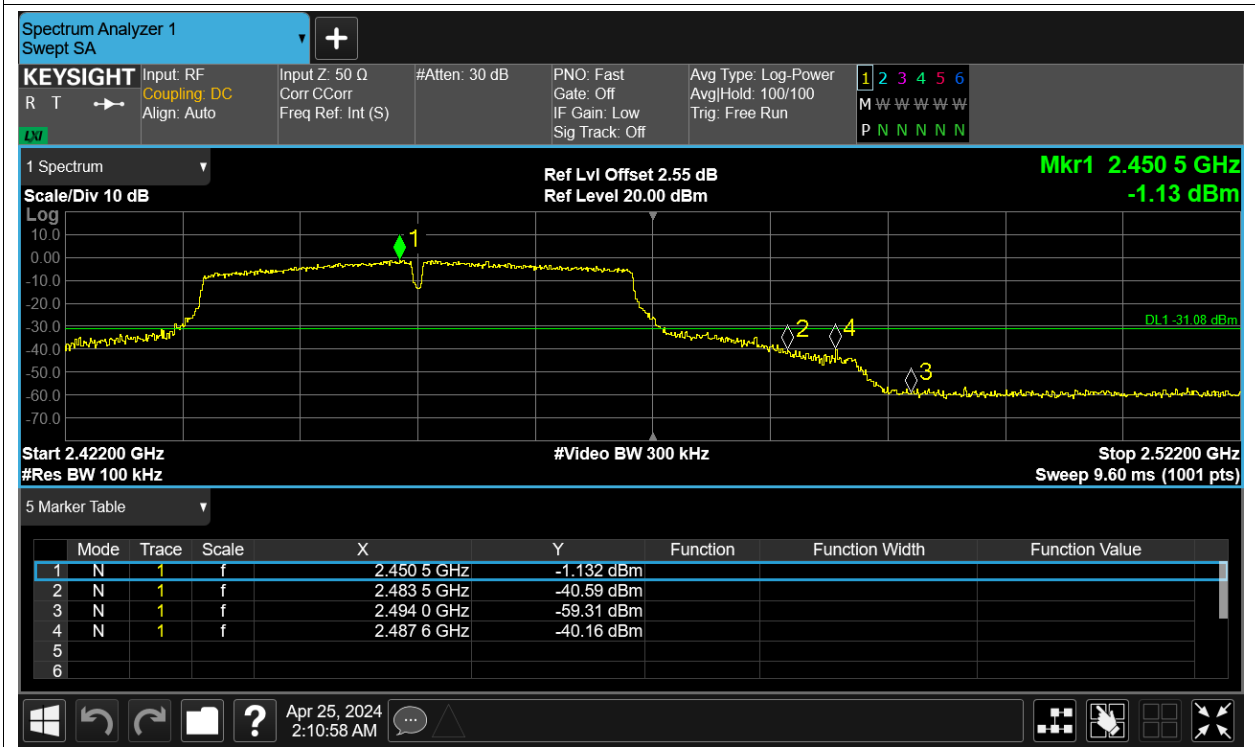 Spectrum Analyzer 1
Swept SA
KEYSIGHT Input: RF Input Z: 50 Ω #Atten: 30 dB PNO: Fast Avg Type: Log-Power 1 2 3 4 5 6
R T Coupling: DC Corr CCorr Gate: Off Avg|Hold: 100/100 M W W W W W W
Align: Auto Freq Ref: Int (S) IF Gain: Low Trig: Free Run
LXI Sig Track: Off P N N N N N N
1 Spectrum Ref Lvl Offset 2.55 dB Mkr1 2.450 5 GHz
Scale/Div 10 dB Ref Level 20.00 dBm -1.13 dBm
Log
10.0
1
0.00
-10.0
-20.0
DL1 -31.08 dBm
-30.0
2 4
-40.0
-50.0
3
-60.0
-70.0
Start 2.42200 GHz #Video BW 300 kHz Stop 2.52200 GHz
#Res BW 100 kHz Sweep 9.60 ms (1001 pts)
5 Marker Table
Mode Trace Scale X Y Function Function Width Function Value
1 N 1 f 2.450 5 GHz -1.132 dBm
2 N 1 f 2.483 5 GHz -40.59 dBm
3 N 1 f 2.494 0 GHz -59.31 dBm
4 N 1 f 2.487 6 GHz -40.16 dBm
5
6
? Apr 25, 2024
2:10:58 AM